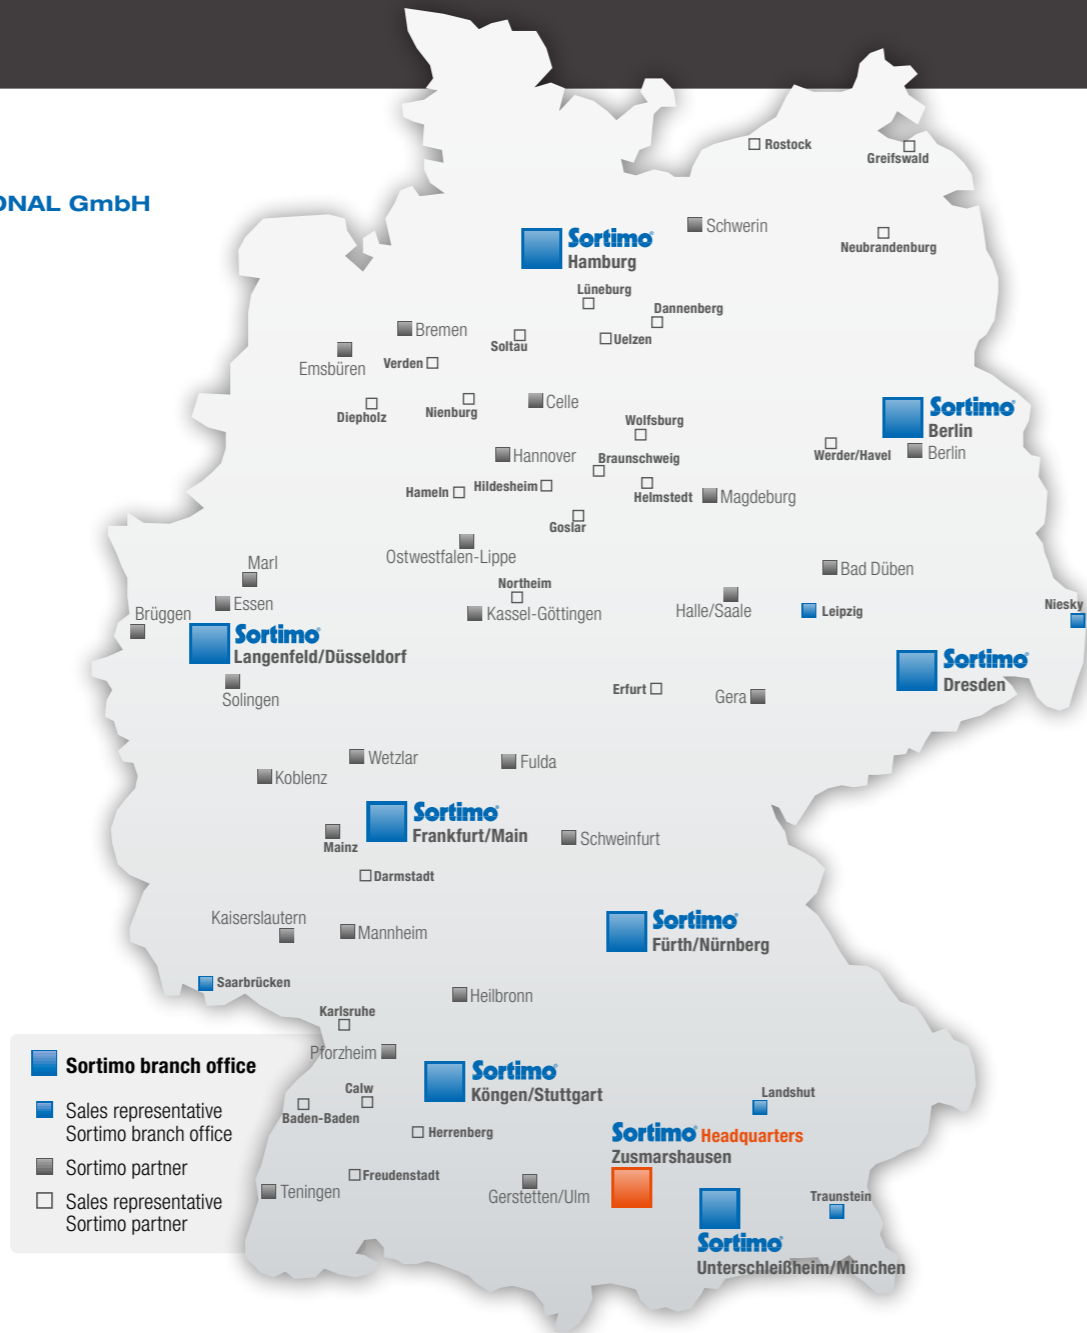 Rostock
Greifswald
ONAL GmbH
Schwerin
Sortimo®
Hamburg
Neubrandenburg
Lüneburg
Dannenberg
Bremen
Soltau
Uelzen
Emsbüren
Verden
Diepholz
Nienburg
Celle
Sortimo®
Berlin
Wolfsburg
Werder/Havel
Berlin
Hannover
Braunschweig
Hameln
Hildesheim
Helmstedt
Magdeburg
Goslar
Ostwestfalen-Lippe
Marl
Bad Düben
Northeim
Essen
Brüggen
Kassel-Göttingen
Halle/Saale
Leipzig
Niesky
Sortimo®
Langenfeld/Düsseldorf
Sortimo®
Dresden
Solingen
Erfurt
Gera
Wetzlar
Fulda
Koblenz
Sortimo®
Frankfurt/Main
Mainz
Schweinfurt
Darmstadt
Kaiserslautern
Mannheim
Sortimo®
Fürth/Nürnberg
Saarbrücken
Heilbronn
Karlsruhe
Pforzheim
Sortimo®
Köngen/Stuttgart
Calw
Baden-Baden
Landshut
Herrenberg
Sortimo® Headquarters
Zusmarshausen
Freudenstadt
Teningen
Gerstetten/Ulm
Traunstein
Sortimo®
Unterschleißheim/München
Sortimo branch office
Sales representative
Sortimo branch office
Sortimo partner
Sales representative
Sortimo partner